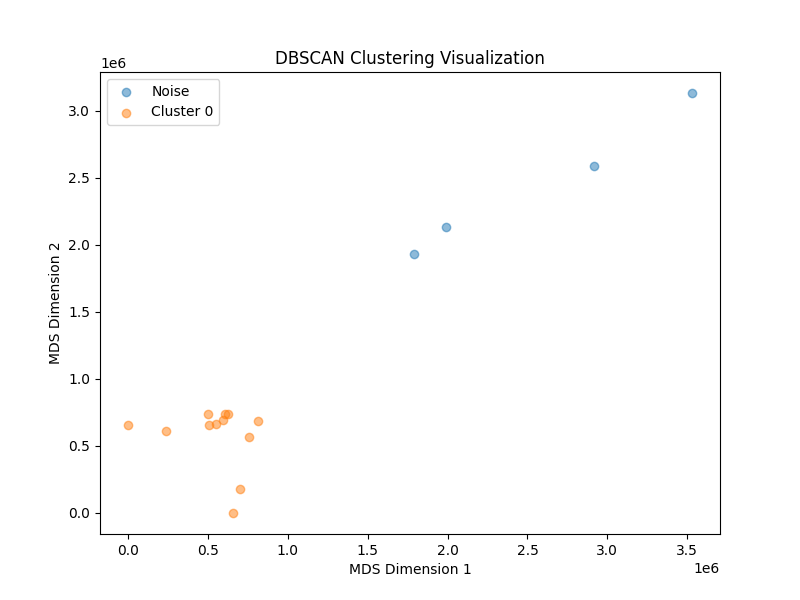 DBSCAN Clustering Visualization
1e6
Noise
Cluster 0
3.0
2.5
2.0
1.5
1.0
0.5
0.0
MDS Dimension 2
0.0 0.5 1.0 1.5 2.0 2.5 3.0 3.5
MDS Dimension 1
1e6